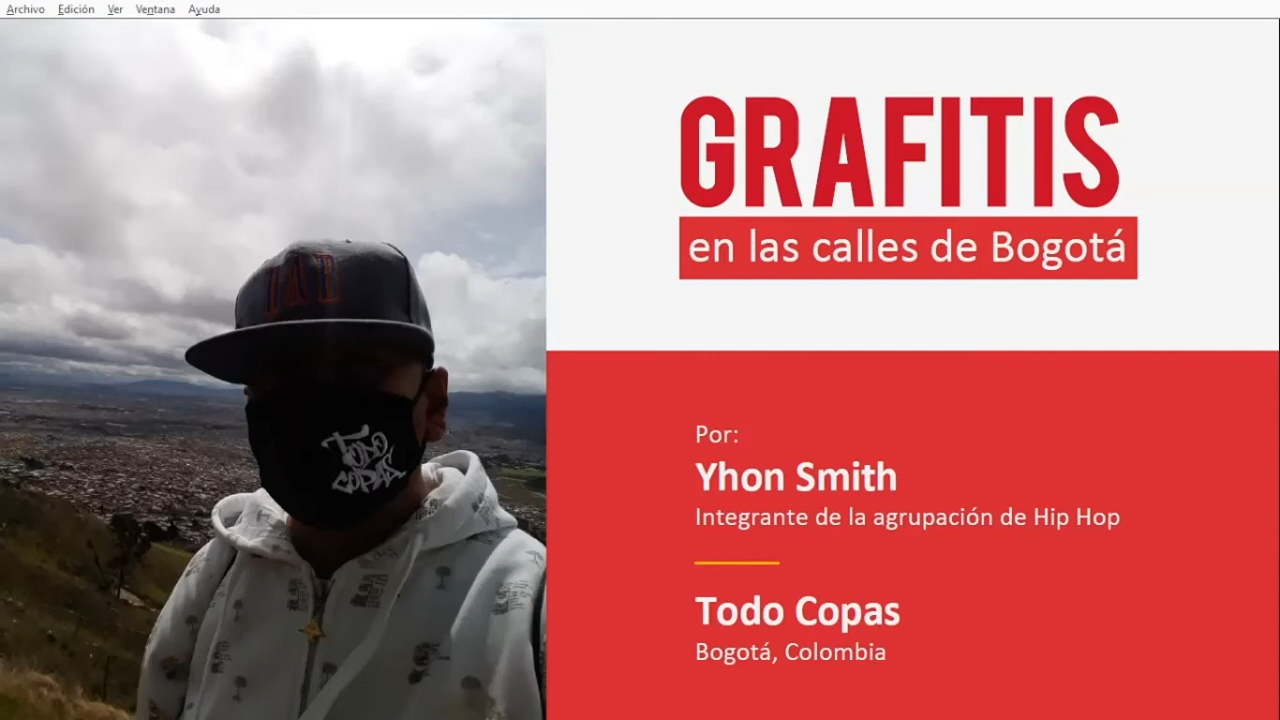 Archivo Edición Ver Ventana Ayuda
GRAFITIS
en las calles de Bogotá
Por:
Yhon Smith
Integrante de la agrupación de Hip Hop
Todo Copas
Bogotá, Colombia
TODO
COPAS